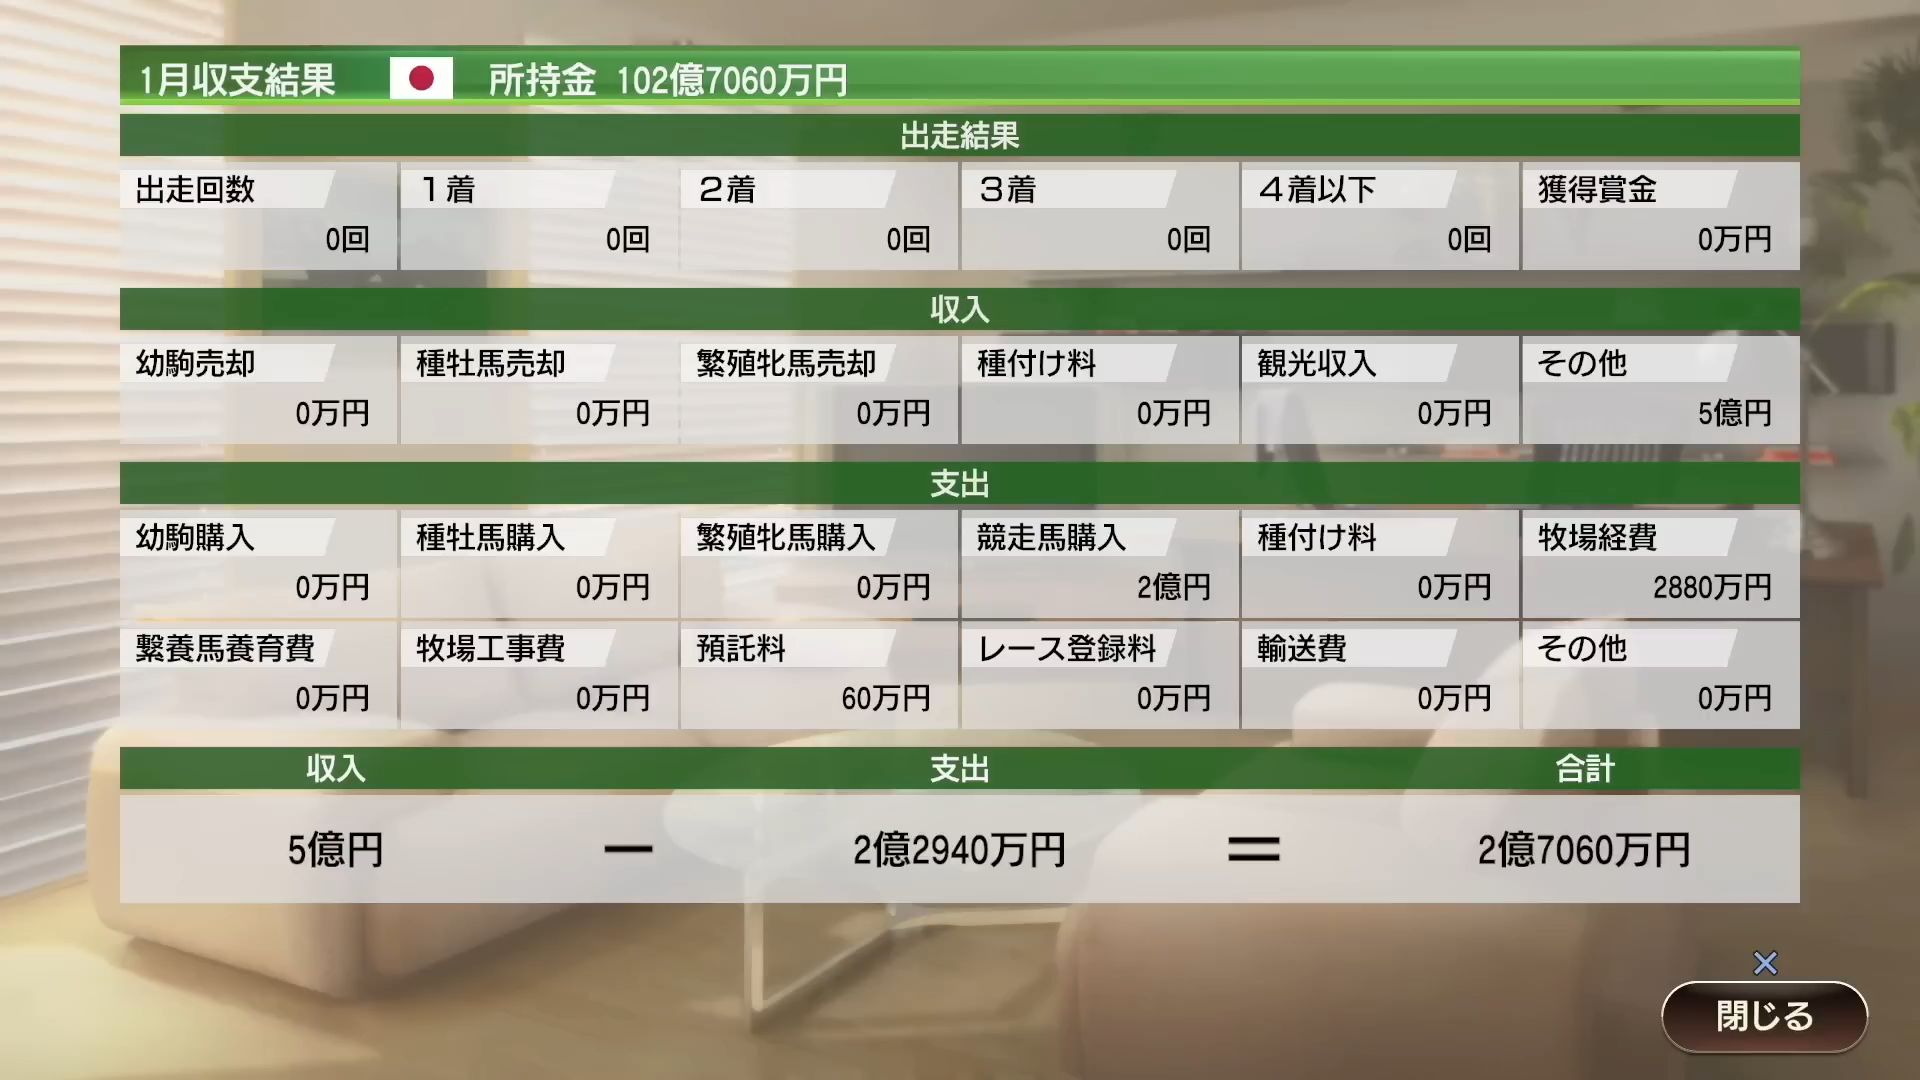 1月収支結果 所持金 102億7060万円
出走結果
出走回数 1着 2着 3着 4着以下 獲得賞金
0回 0回 0回 0回 0回 0万円
収入
幼駒売却 種牡馬売却 繁殖牝馬売却 種付け料 観光収入 その他
0万円 0万円 0万円 0万円 0万円 5億円
支出
幼駒購入 種牡馬購入 繁殖牝馬購入 競走馬購入 種付け料 牧場経費
0万円 0万円 0万円 2億円 0万円 2880万円
繋養馬養育費 牧場工事費 預託料 レース登録料 輸送費 その他
0万円 0万円 60万円 0万円 0万円 0万円
収入 支出 合計
5億円 − 2億2940万円 = 2億7060万円
×
閉じる